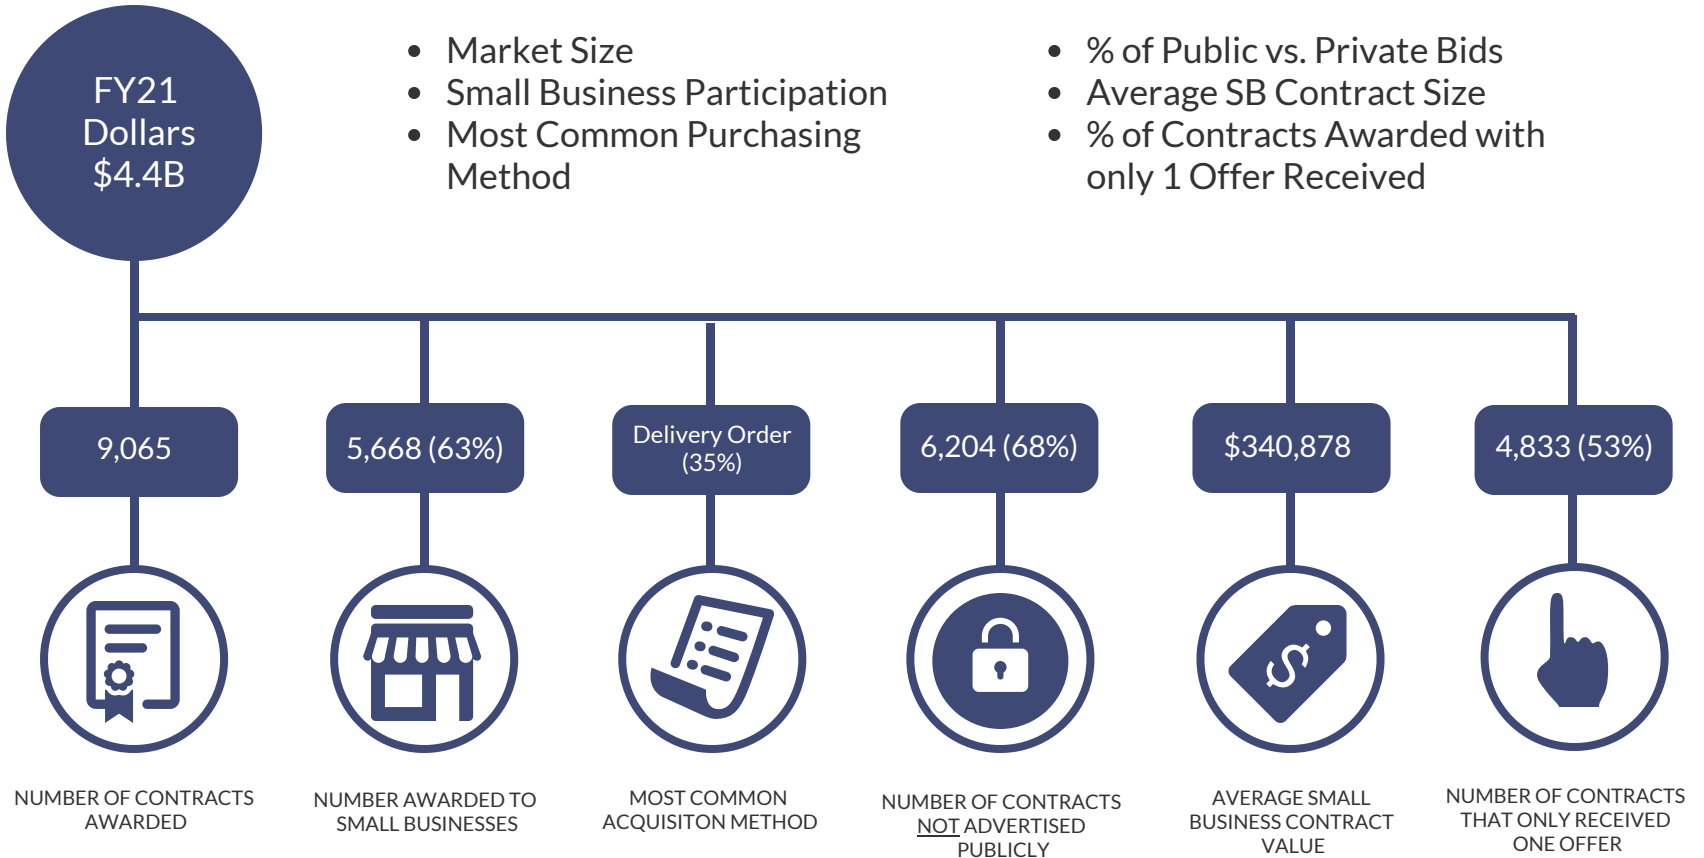 FY21
Dollars
$4.4B
• Market Size
• Small Business Participation
• Most Common Purchasing
Method
• % of Public vs. Private Bids
• Average SB Contract Size
• % of Contracts Awarded with
only 1 Offer Received
9,065
5,668 (63%)
Delivery Order
(35%)
6,204 (68%)
$340,878
4,833 (53%)
$
NUMBER OF CONTRACTS
AWARDED
NUMBER AWARDED TO
SMALL BUSINESSES
MOST COMMON
ACQUISITON METHOD
NUMBER OF CONTRACTS
NOT ADVERTISED
PUBLICLY
AVERAGE SMALL
BUSINESS CONTRACT
VALUE
NUMBER OF CONTRACTS
THAT ONLY RECEIVED
ONE OFFER